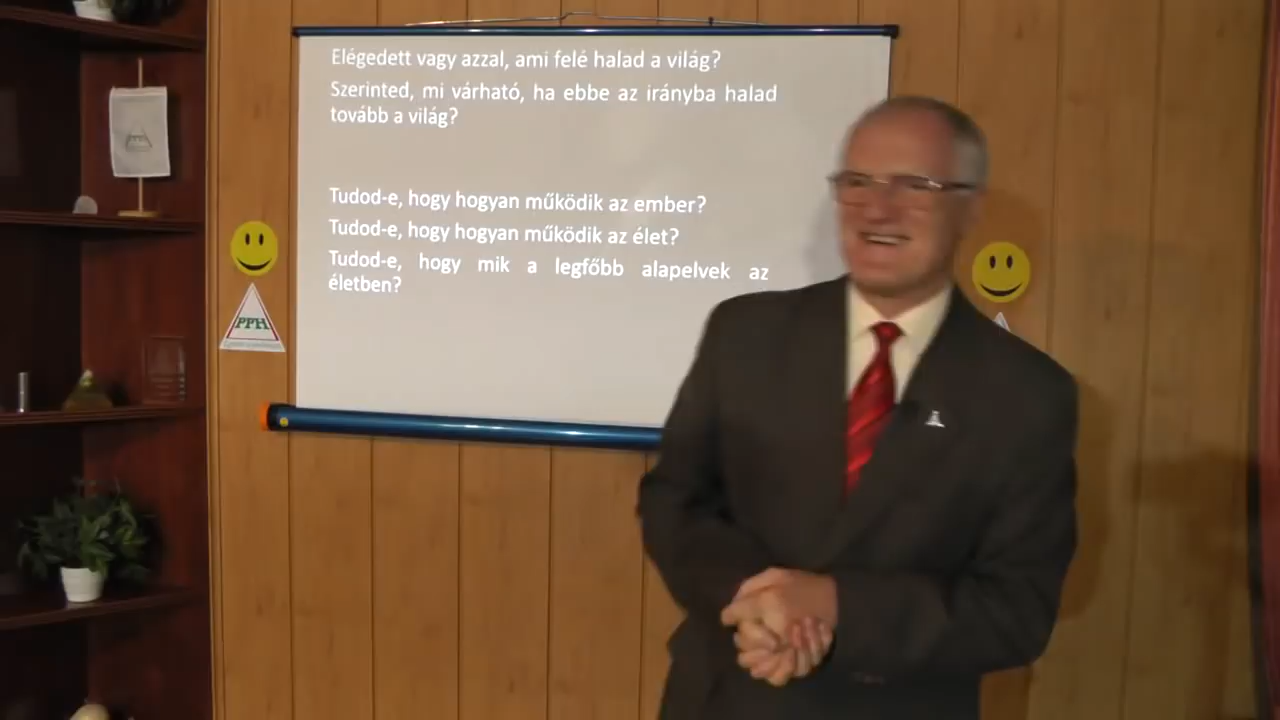 Elégedett vagy azzal, ami felé halad a világ?
Szerinted, mi várható, ha ebbe az irányba halad
tovább a világ?
Tudod-e, hogy hogyan működik az ember?
Tudod-e, hogy hogyan működik az élet?
Tudod-e, hogy mik a legfőbb alapelvek az
életben?
PPH